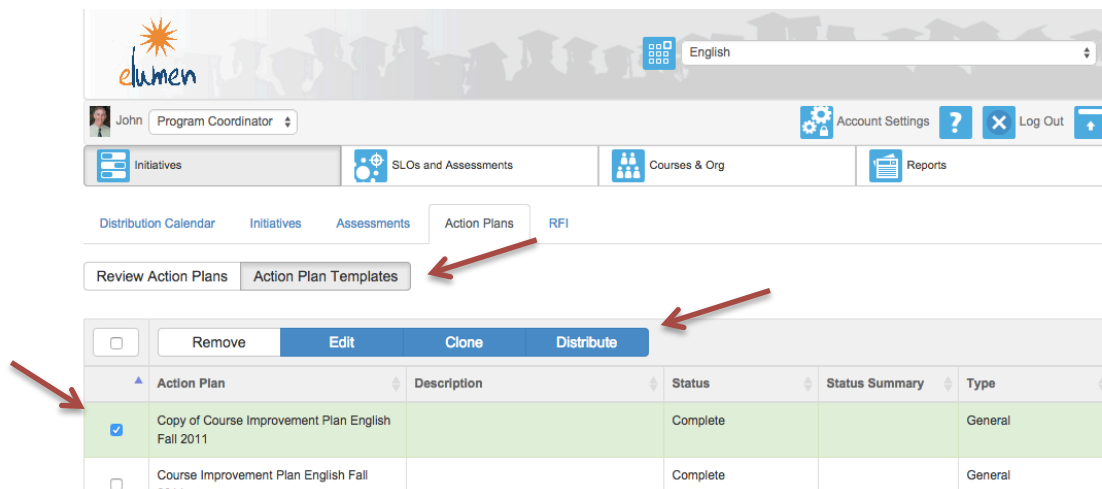 English
elumen
John Program Coordinator Account Settings ? Log Out
Initiatives SLOs and Assessments Courses & Org Reports
Distribution Calendar Initiatives Assessments Action Plans RFI
Review Action Plans Action Plan Templates
Remove Edit Clone Distribute
Action Plan Description Status Status Summary Type
Copy of Course Improvement Plan English Complete General
Fall 2011
Course Improvement Plan English Fall Complete General